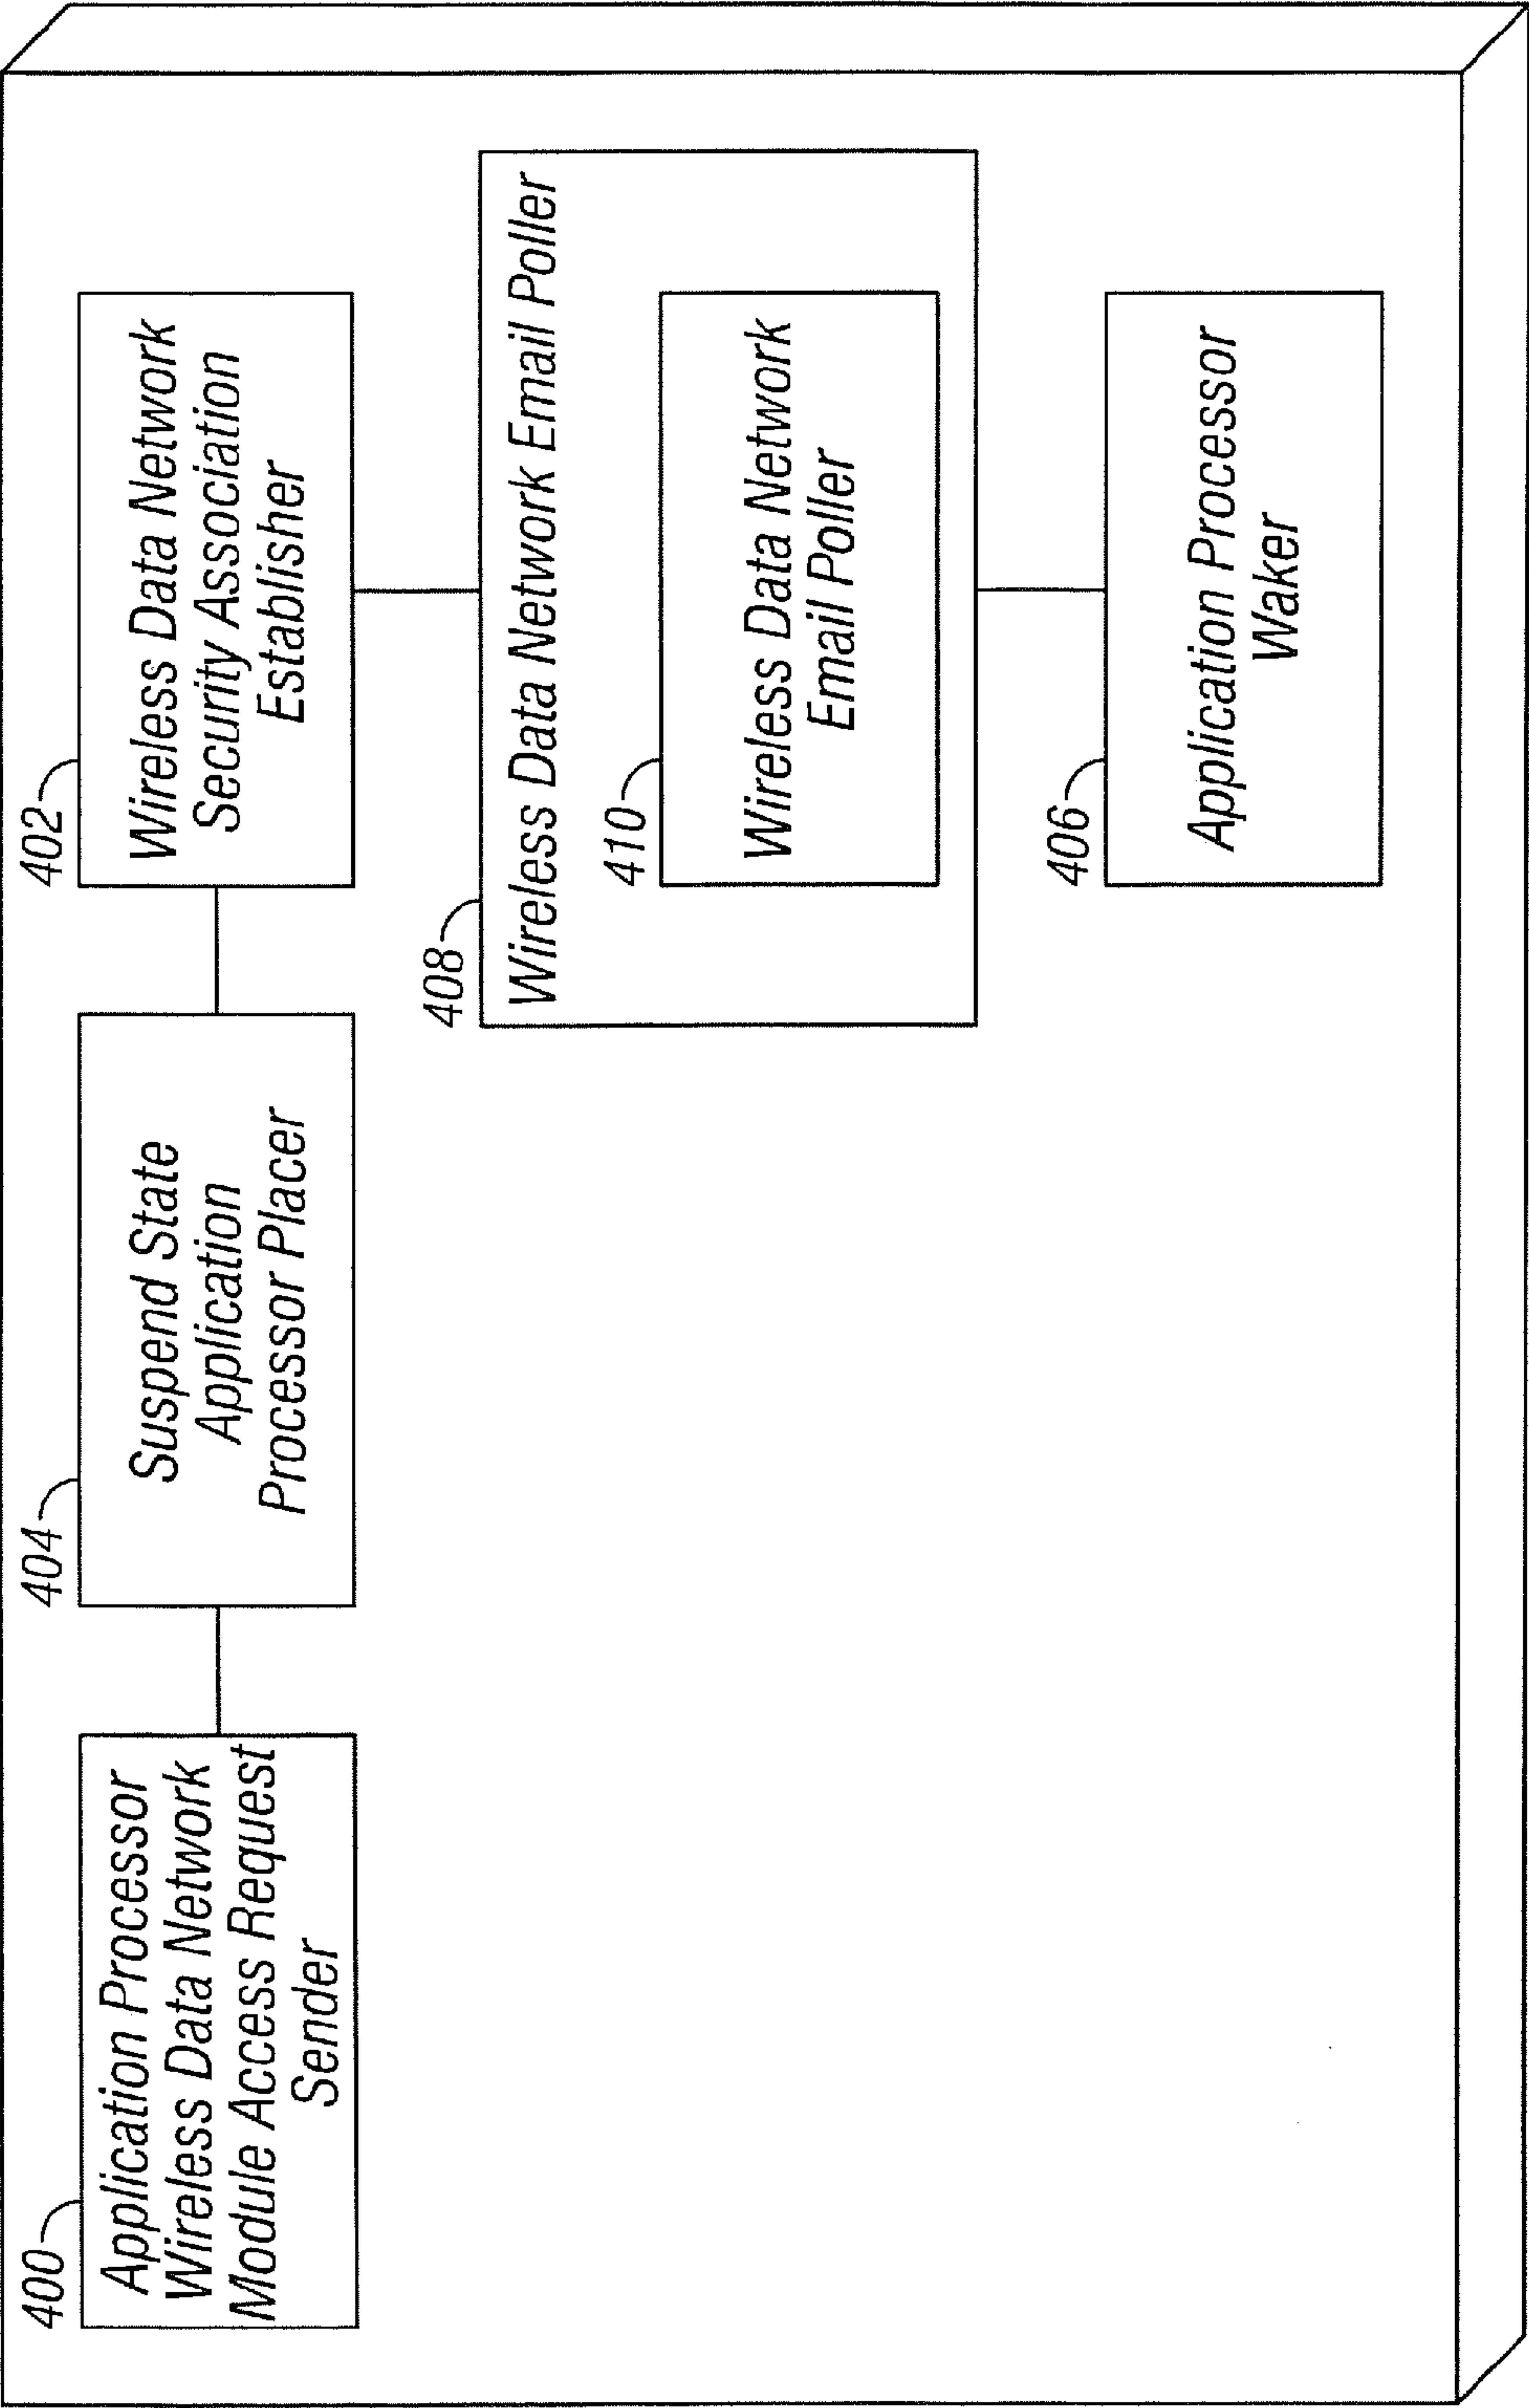 400
Application Processor
Wireless Data Network
Module Access Request
Sender
404
Suspend State
Application
Processor Placer
402
Wireless Data Network
Security Association
Establisher
408
Wireless Data Network Email Poller
410
Wireless Data Network
Email Poller
406
Application Processor
Waker